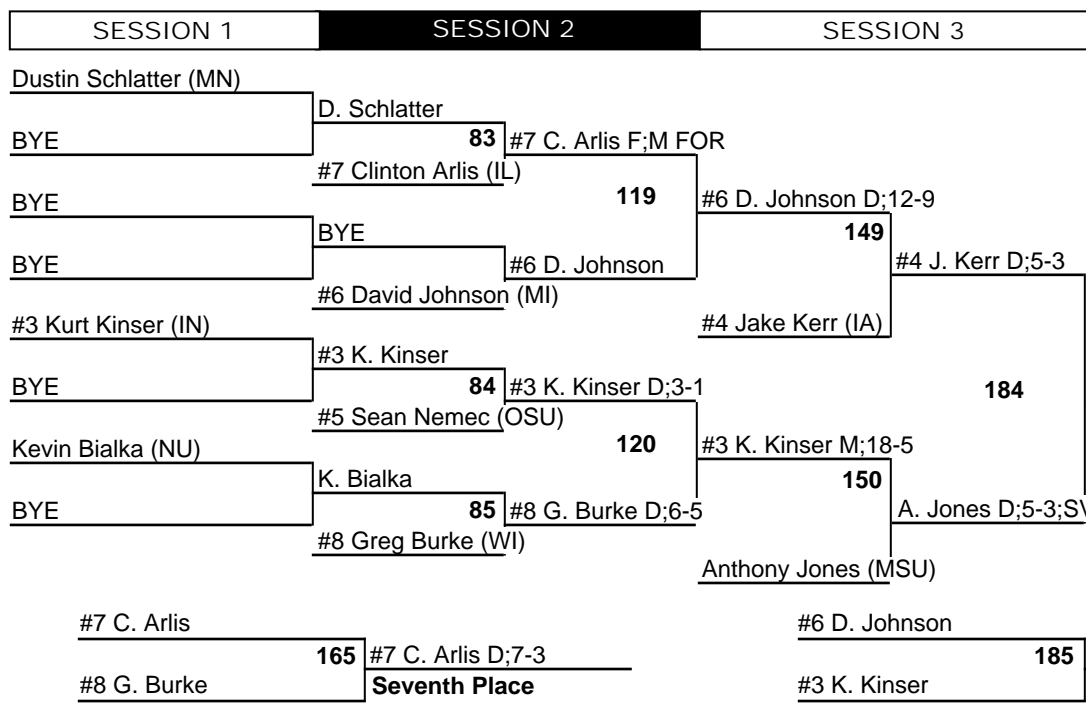 SESSION 1 SESSION 2 SESSION 3
Dustin Schlatter (MN)
D. Schlatter
BYE 83 #7 C. Arlis F;M FOR
#7 Clinton Arlis (IL)
BYE 119 #6 D. Johnson D;12-9
BYE 149
BYE #6 D. Johnson #4 J. Kerr D;5-3
#6 David Johnson (MI)
#3 Kurt Kinser (IN) #4 Jake Kerr (IA)
#3 K. Kinser
BYE 84 #3 K. Kinser D;3-1 184
#5 Sean Nemec (OSU)
Kevin Bialka (NU) 120 #3 K. Kinser M;18-5
K. Bialka 150
BYE 85 #8 G. Burke D;6-5 A. Jones D;5-3;SV
#8 Greg Burke (WI)
Anthony Jones (MSU)
#7 C. Arlis #6 D. Johnson
165 #7 C. Arlis D;7-3 185
#8 G. Burke Seventh Place #3 K. Kinser